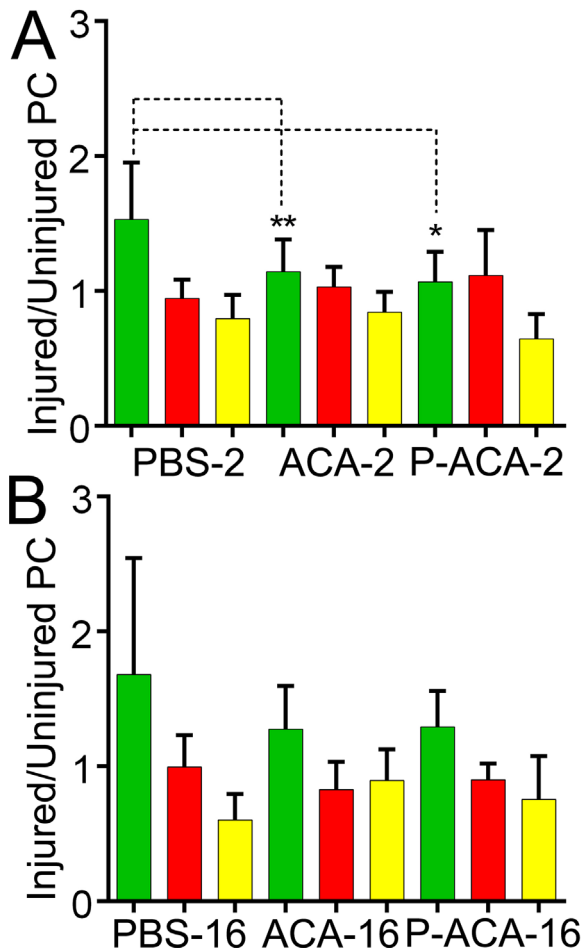 A
Injured/Uninjured PC
3
2
1
0
**
*
PBS-2 ACA-2 P-ACA-2
B
Injured/Uninjured PC
3
2
1
0
PBS-16 ACA-16 P-ACA-16